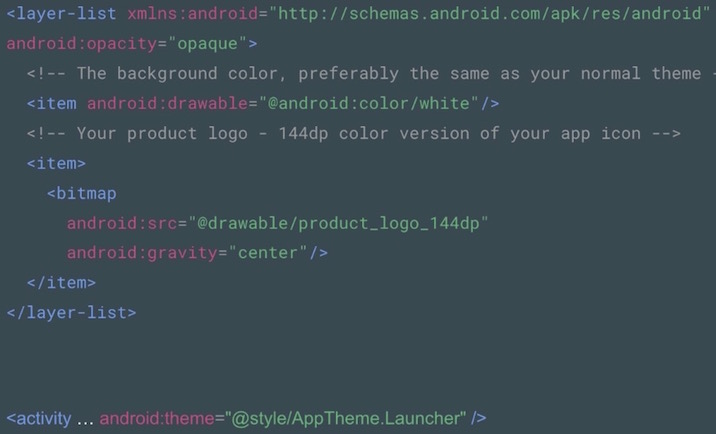 <layer-list xmlns:android="http://schemas.android.com/apk/res/android"
android:opacity="opaque">
<!-- The background color, preferably the same as your normal theme -
<item android:drawable="@android:color/white"/>
<!-- Your product logo - 144dp color version of your app icon -->
<item>
<bitmap
android:src="@drawable/product_logo_144dp"
android:gravity="center"/>
</item>
</layer-list>
<activity ... android:theme="@style/AppTheme.Launcher" />